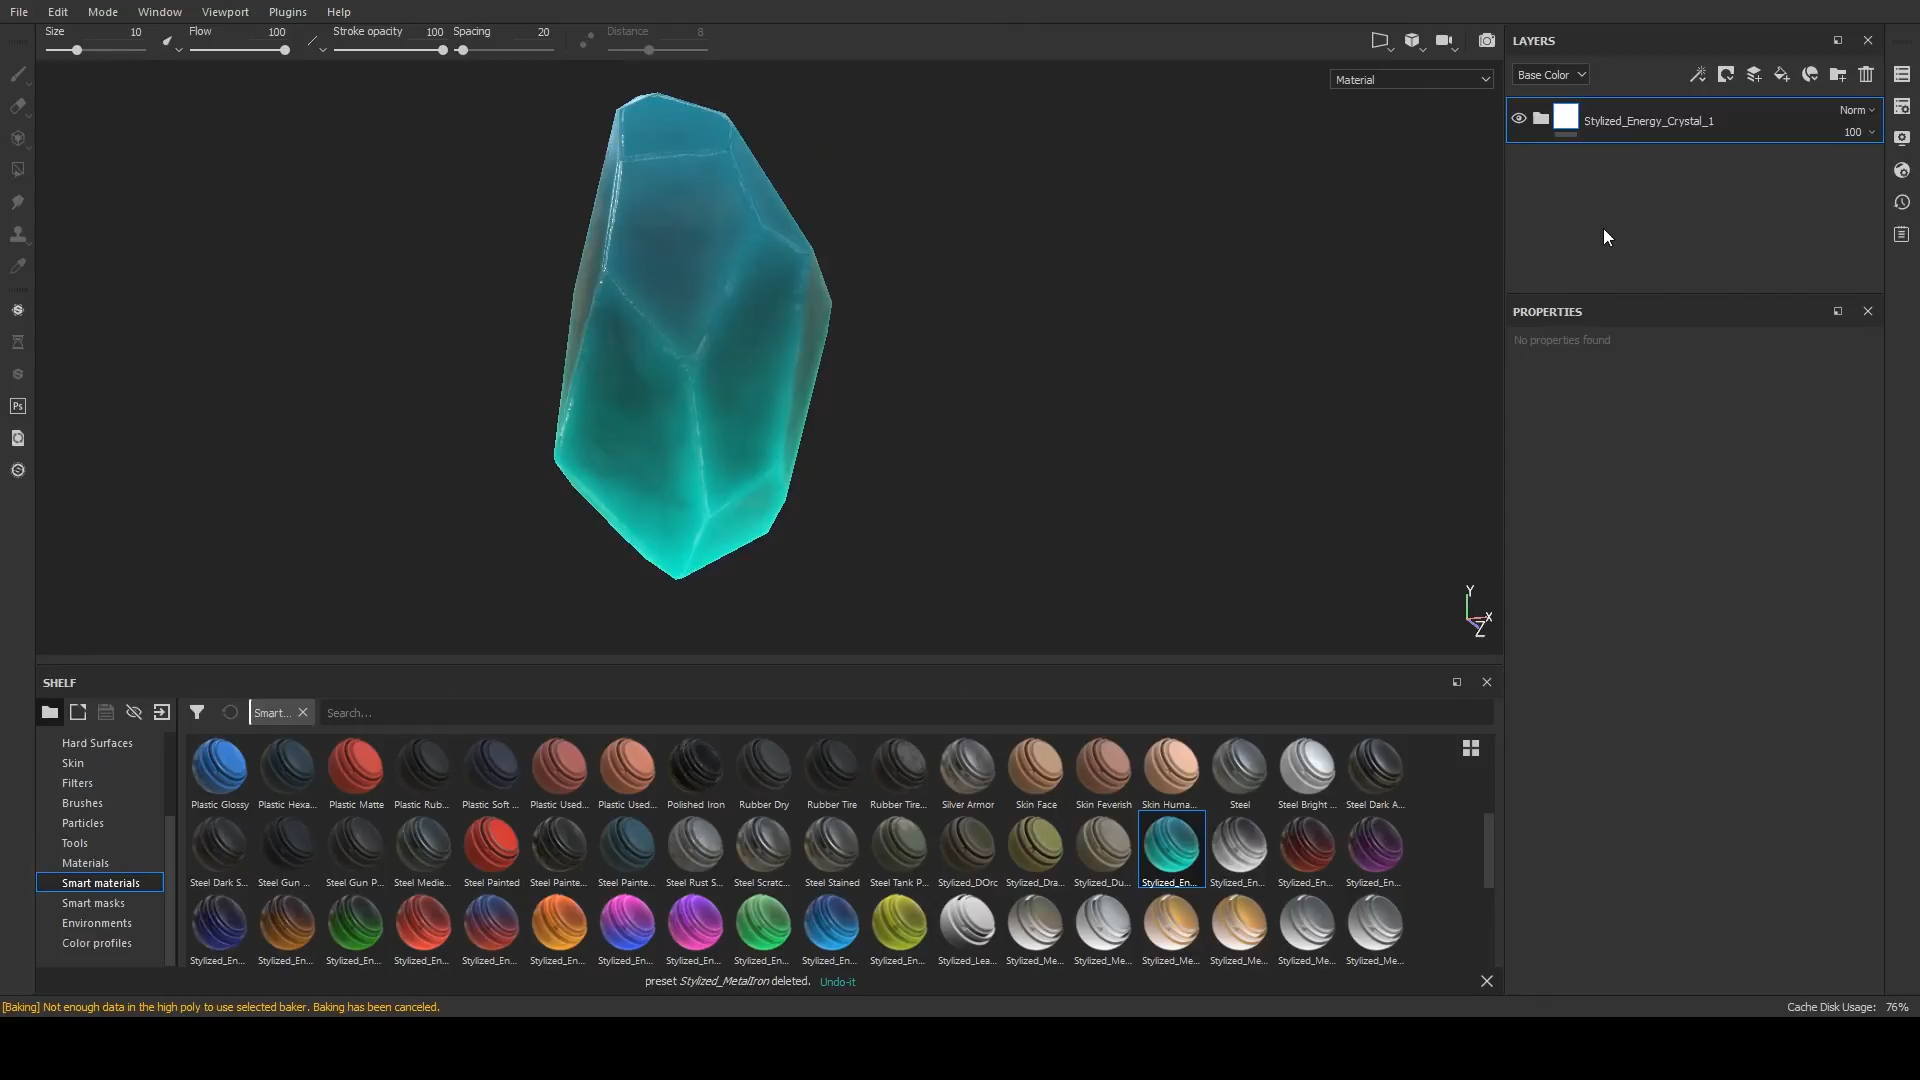 File Edit Mode Window Viewport Plugins Help
Size 10 Flow 100 Stroke opacity 100 Spacing 20 Distance 8
Material
LAYERS
Base Color
Stylized_Energy_Crystal_1 Norm
100
PROPERTIES
No properties found
Ps
Y
X
Z
SHELF
Smart... Search...
Hard Surfaces
Skin
Filters
Brushes
Particles
Tools
Materials
Smart materials
Smart masks
Environments
Color profiles
Plastic Glossy Plastic Hexa... Plastic Matte Plastic Rub... Plastic Soft ... Plastic Used... Plastic Used... Polished Iron Rubber Dry Rubber Tire Rubber Tire... Silver Armor Skin Face Skin Feverish Skin Huma... Steel Steel Bright ... Steel Dark A...
Steel Dark S... Steel Gun ... Steel Gun P... Steel Medie... Steel Painted Steel Painte... Steel Painte... Steel Rust S... Steel Scratc... Steel Stained Steel Tank P... Stylized_DOrc Stylized_Dra... Stylized_Du... Stylized_En... Stylized_En... Stylized_En... Stylized_En...
Stylized_En... Stylized_En... Stylized_En... Stylized_En... Stylized_En... Stylized_En... Stylized_En... Stylized_En... Stylized_En... Stylized_En... Stylized_En... Stylized_Lea... Stylized_Me... Stylized_Me... Stylized_Me... Stylized_Me... Stylized_Me... Stylized_Me...
preset Stylized_MetalIron deleted. Undo-it
[Baking] Not enough data in the high poly to use selected baker. Baking has been canceled. Cache Disk Usage: 76%